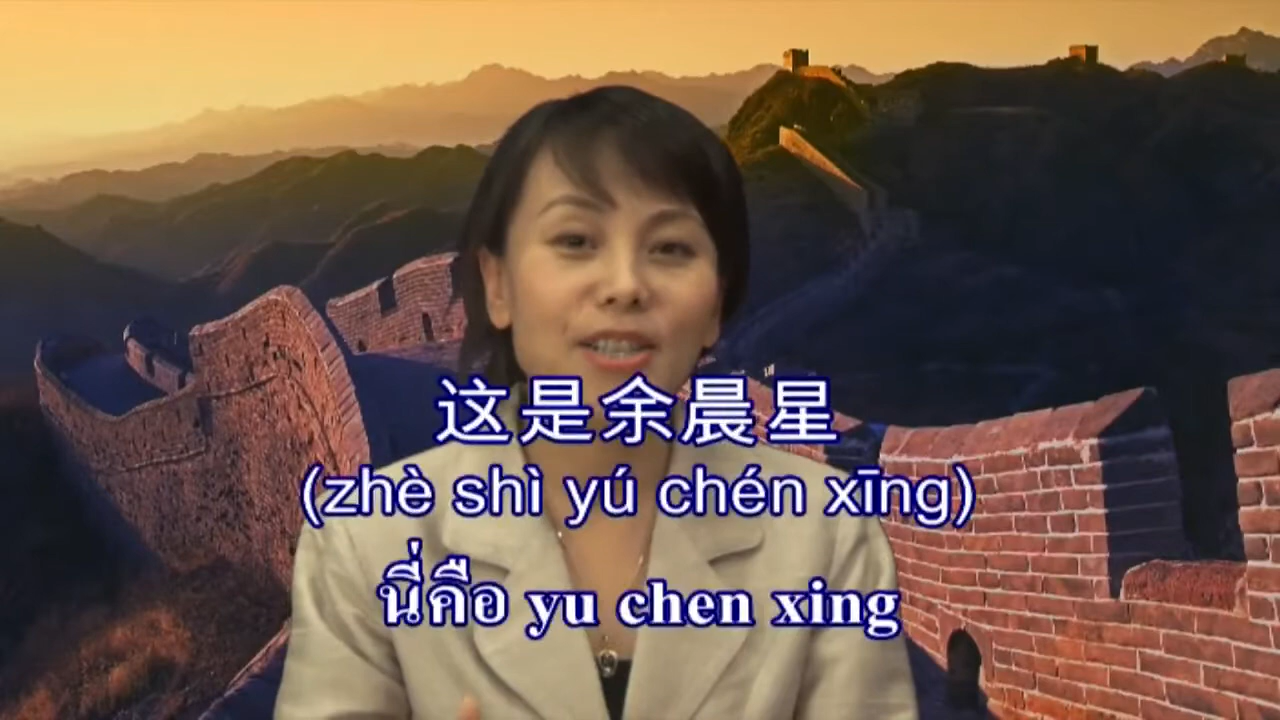 这是余晨星
(zhè shì yú chén xīng)
นี่คือ yu chen xing